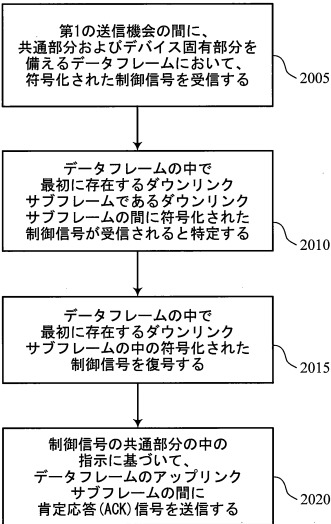 第1の送信機会の間に、
共通部分およびデバイス固有部分を
備えるデータフレームにおいて、
符号化された制御信号を受信する
2005
データフレームの中で
最初に存在するダウンリンク
サブフレームであるダウンリンク
サブフレームの間に符号化された
制御信号が受信されると特定する
2010
データフレームの中で
最初に存在するダウンリンク
サブフレームの中の符号化された
制御信号を復号する
2015
制御信号の共通部分の中の
指示に基づいて、
データフレームのアップリンク
サブフレームの間に
肯定応答(ACK)信号を送信する
2020